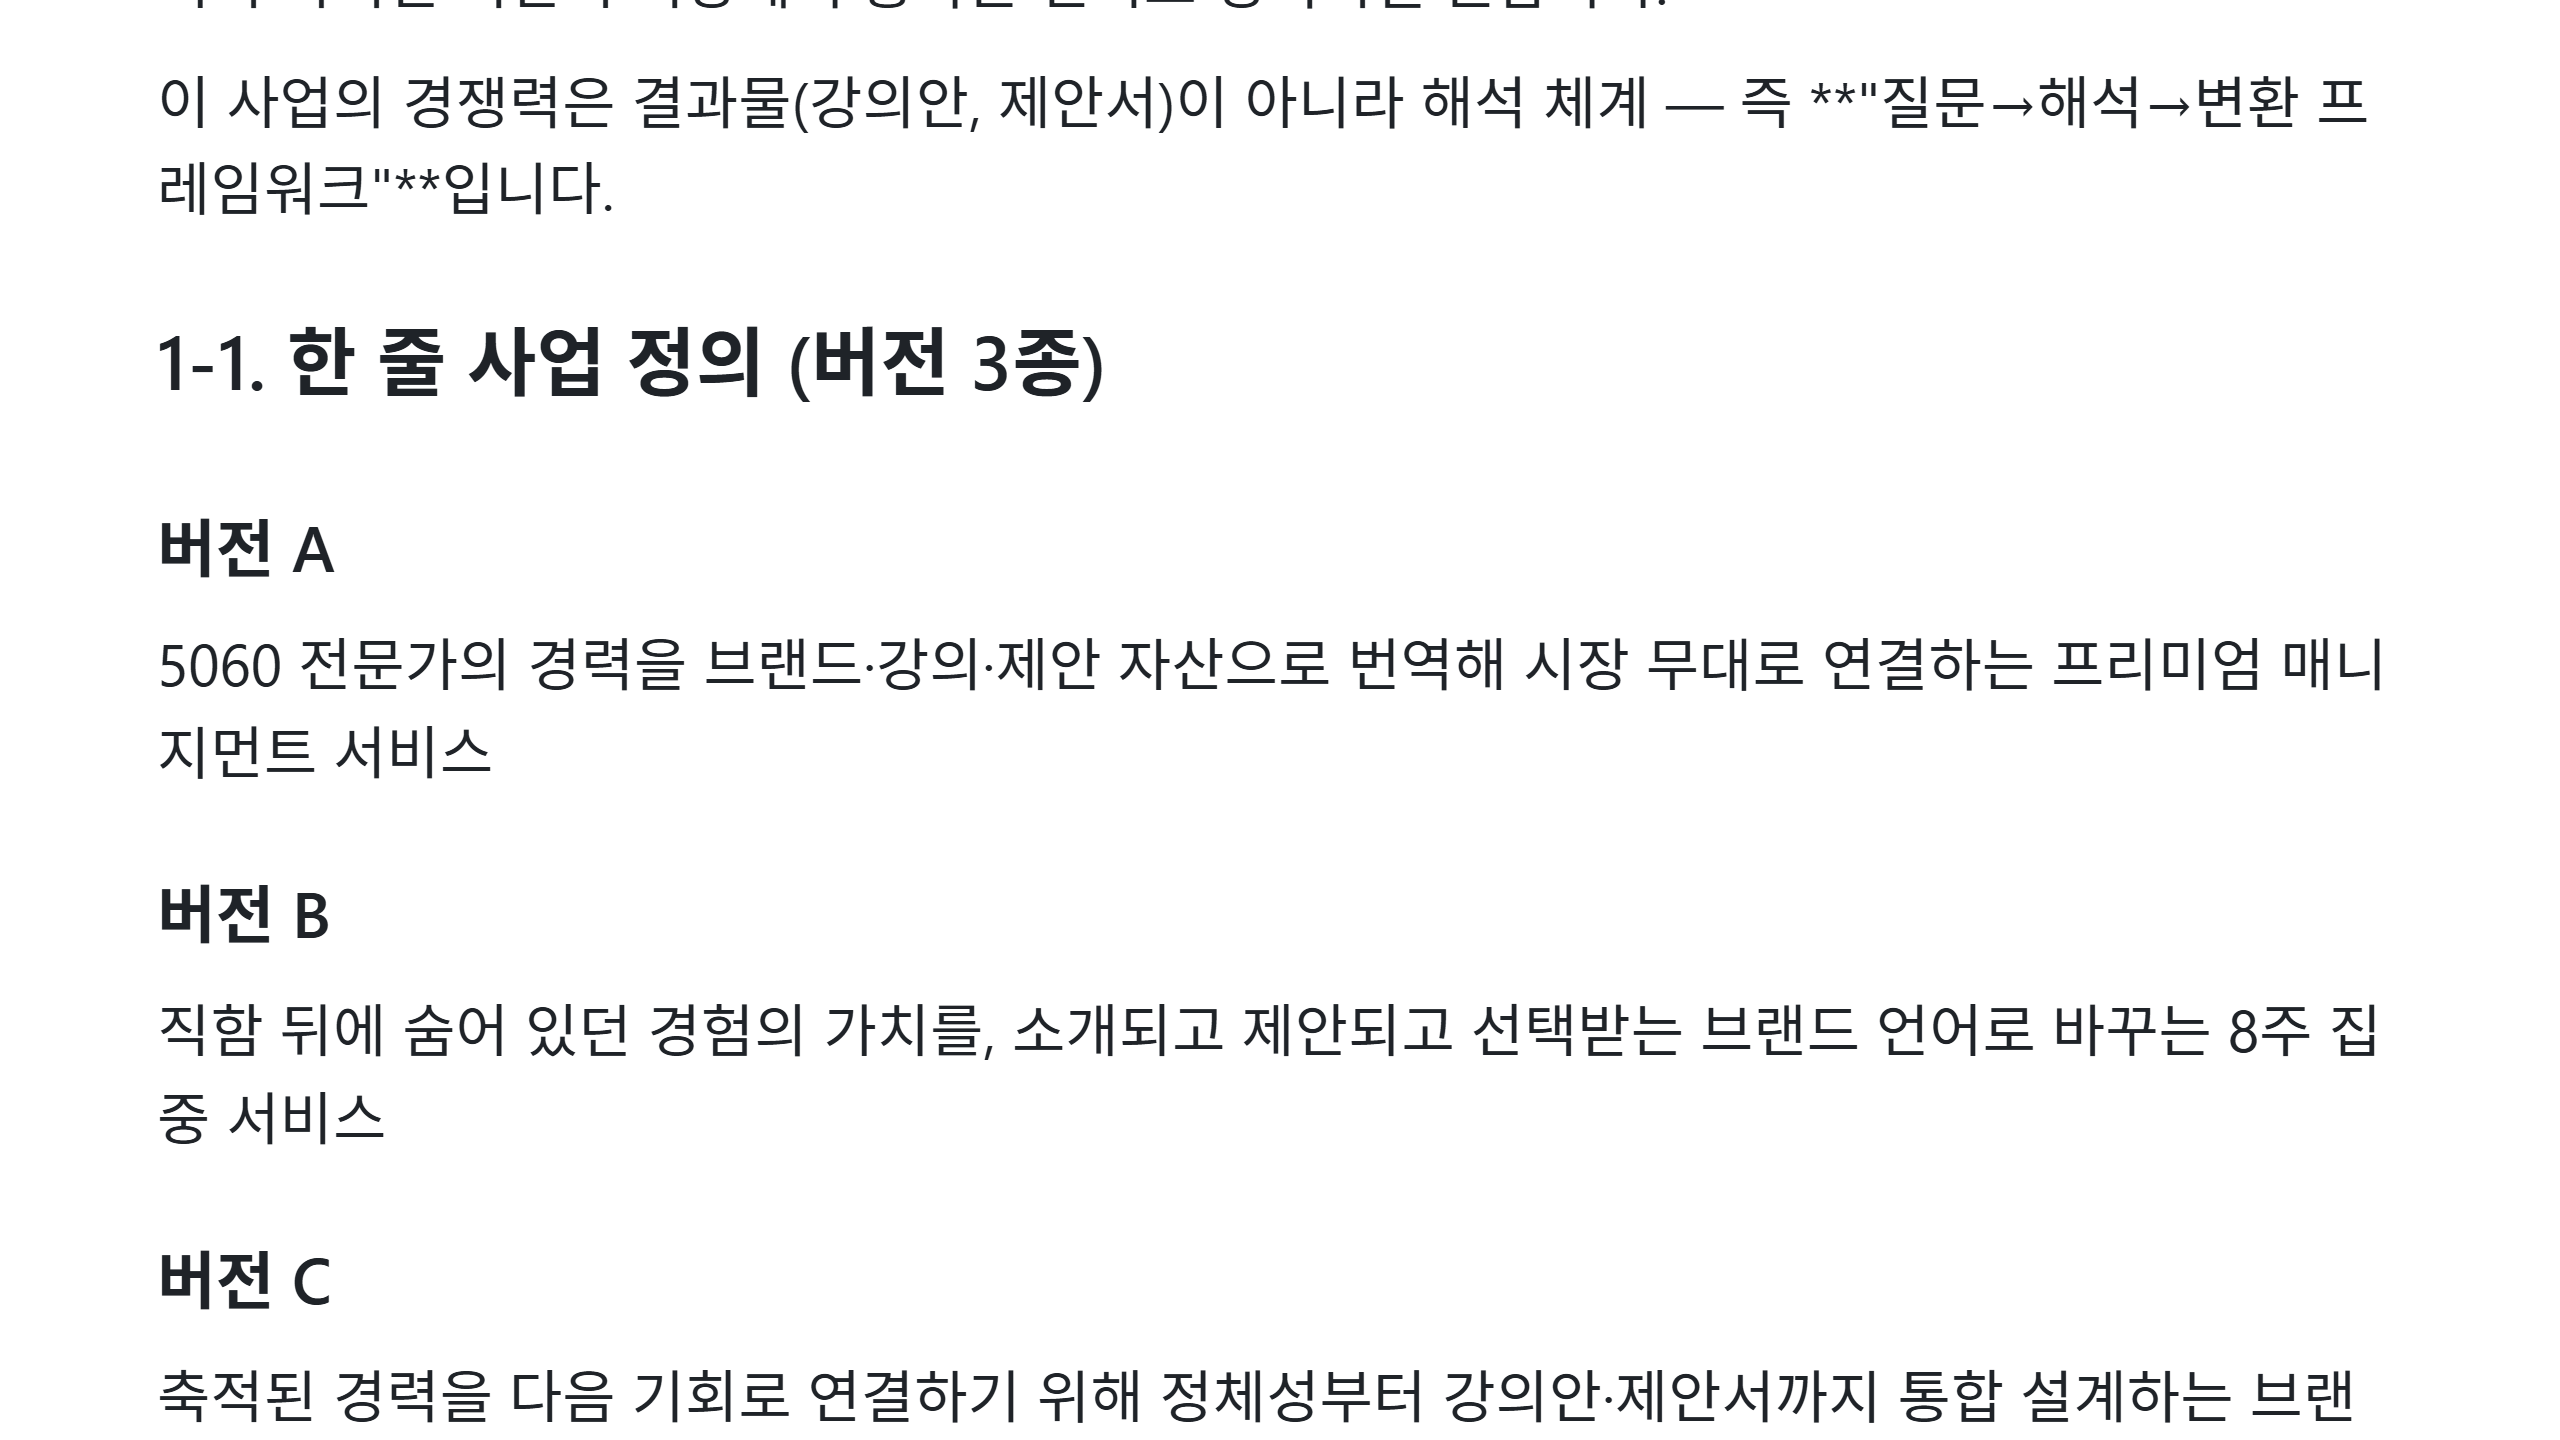 이 사업의 경쟁력은 결과물(강의안, 제안서)이 아니라 해석 체계 — 즉 **"질문→해석→변환 프
레임워크"**입니다.
1-1. 한 줄 사업 정의 (버전 3종)
버전 A
5060 전문가의 경력을 브랜드·강의·제안 자산으로 번역해 시장 무대로 연결하는 프리미엄 매니
지먼트 서비스
버전 B
직함 뒤에 숨어 있던 경험의 가치를, 소개되고 제안되고 선택받는 브랜드 언어로 바꾸는 8주 집
중 서비스
버전 C
축적된 경력을 다음 기회로 연결하기 위해 정체성부터 강의안·제안서까지 통합 설계하는 브랜